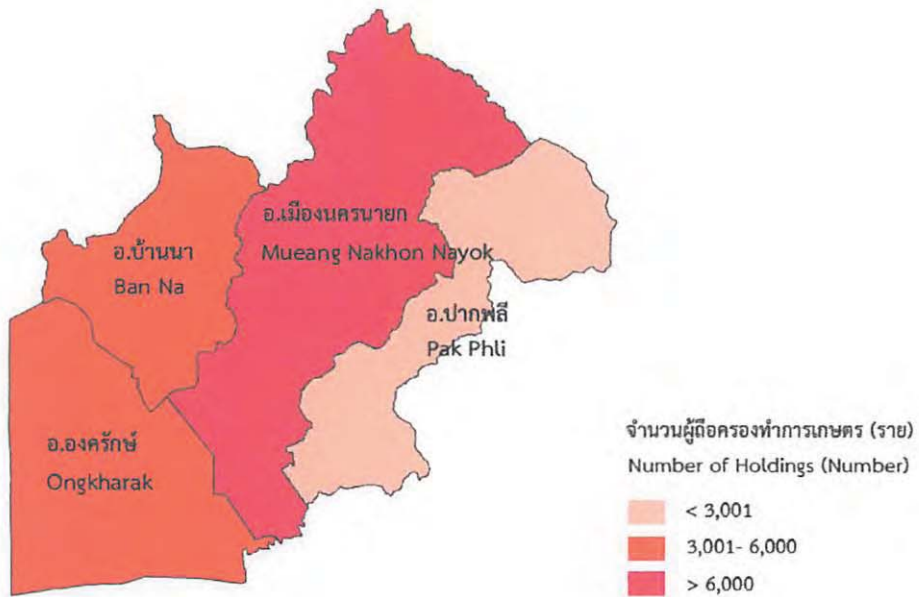 อ.เมืองนครนายก
Mueang Nakhon Nayok
อ.บ้านนา
Ban Na
อ.ปากพลี
Pak Phli
อ.องครักษ์
Ongkharak
จำนวนผู้ถือครองทำการเกษตร (ราย)
Number of Holdings (Number)
< 3,001
3,001- 6,000
> 6,000